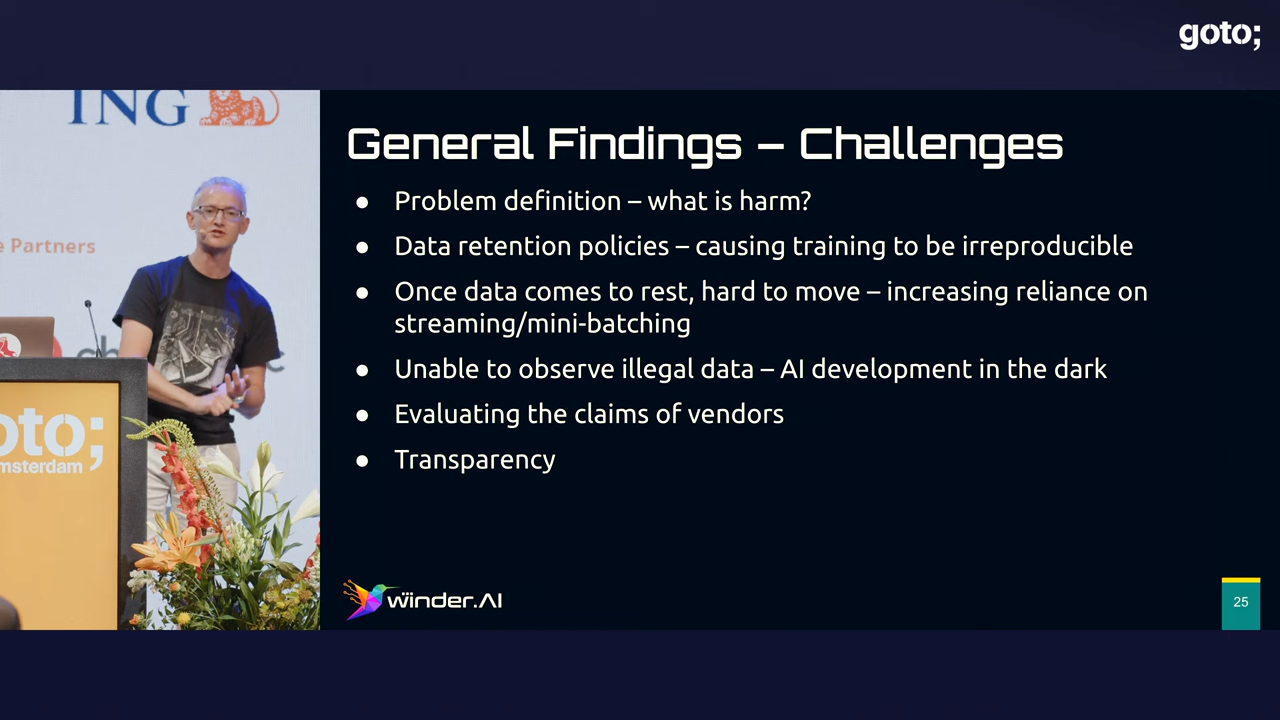 goto;
ING
e Partners
oto;
msterdam
General Findings – Challenges
● Problem definition – what is harm?
● Data retention policies – causing training to be irreproducible
● Once data comes to rest, hard to move – increasing reliance on
streaming/mini-batching
● Unable to observe illegal data – AI development in the dark
● Evaluating the claims of vendors
● Transparency
winder.AI
25